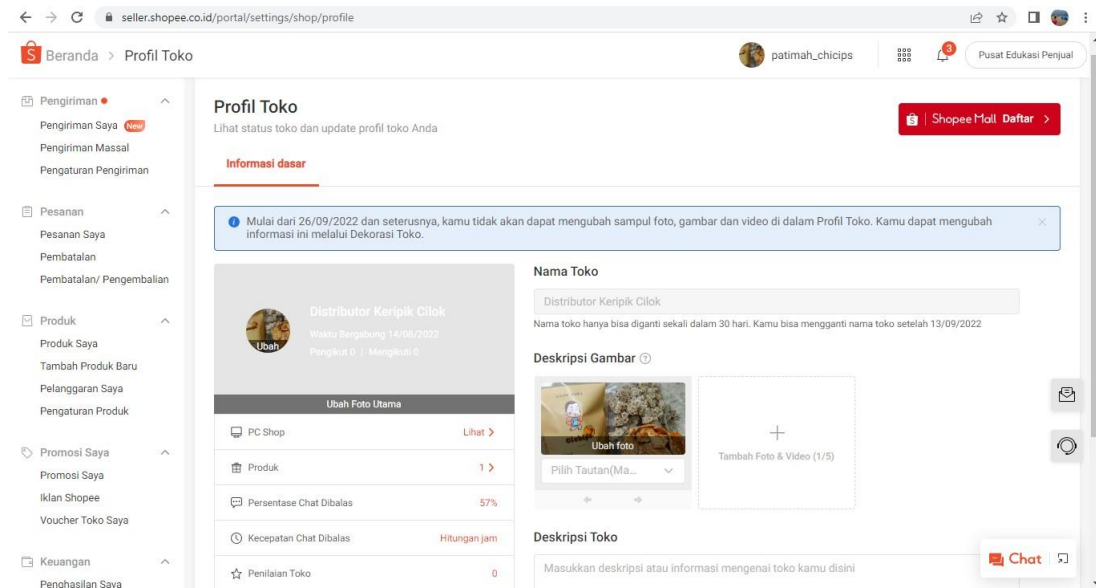 seller.shopee.co.id/portal/settings/shop/profile
Beranda > Profil Toko
patimah_chicips
3
Pusat Edukasi Penjual
Pengiriman
Pengiriman Saya New
Pengiriman Massal
Pengaturan Pengiriman
Pesanan
Pesanan Saya
Pembatalan
Pembatalan/ Pengembalian
Produk
Produk Saya
Tambah Produk Baru
Pelanggaran Saya
Pengaturan Produk
Promosi Saya
Promosi Saya
Iklan Shopee
Voucher Toko Saya
Keuangan
Penghasilan Saya
Profil Toko
Lihat status toko dan update profil toko Anda
Shopee Mall Daftar >
Informasi dasar
Mulai dari 26/09/2022 dan seterusnya, kamu tidak akan dapat mengubah sampul foto, gambar dan video di dalam Profil Toko. Kamu dapat mengubah
informasi ini melalui Dekorasi Toko.
Distributor Keripik Cilok
Waktu Bergabung 14/08/2022
Pengikut 0 | Mengikuti 0
Ubah
Ubah Foto Utama
PC Shop Lihat >
Produk 1 >
Persentase Chat Dibalas 57%
Kecepatan Chat Dibalas Hitungan jam
Penilaian Toko 0
Nama Toko
Distributor Keripik Cilok
Nama toko hanya bisa diganti sekali dalam 30 hari. Kamu bisa mengganti nama toko setelah 13/09/2022
Deskripsi Gambar
Ubah foto
Pilih Tautan(Ma...
Tambah Foto & Video (1/5)
Deskripsi Toko
Masukkan deskripsi atau informasi mengenai toko kamu disini
Chat